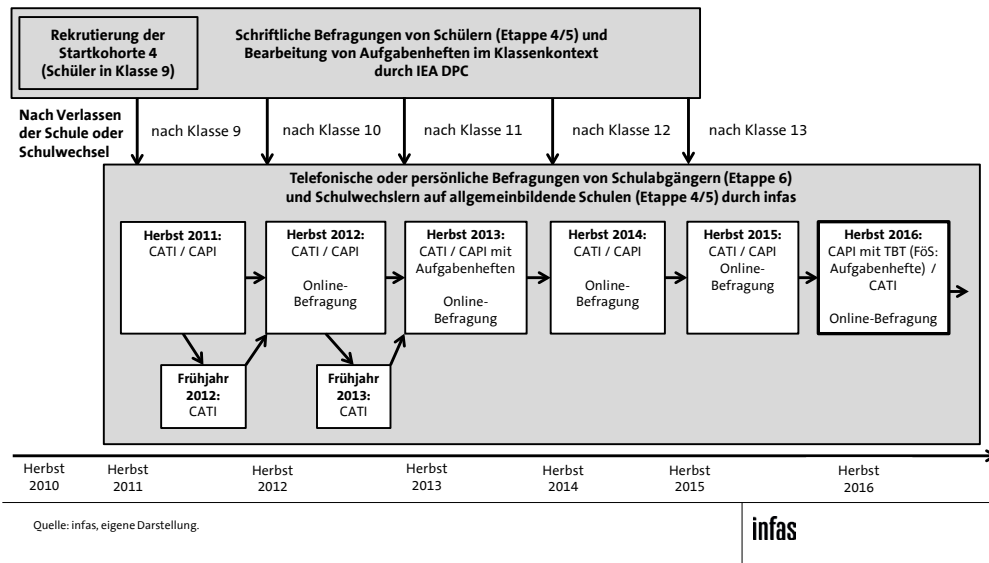 Rekrutierung der
Startkohorte 4
(Schüler in Klasse 9)
Schriftliche Befragungen von Schülern (Etappe 4/5) und
Bearbeitung von Aufgabenheften im Klassenkontext
durch IEA DPC
Nach Verlassen
der Schule oder
Schulwechsel
nach Klasse 9
nach Klasse 10
nach Klasse 11
nach Klasse 12
nach Klasse 13
Telefonische oder persönliche Befragungen von Schulabgängern (Etappe 6)
und Schulwechslern auf allgemeinbildende Schulen (Etappe 4/5) durch infas
Herbst 2011:
CATI / CAPI
Herbst 2012:
CATI / CAPI
Online-
Befragung
Herbst 2013:
CATI / CAPI mit
Aufgabenheften
Online-
Befragung
Herbst 2014:
CATI / CAPI
Online-
Befragung
Herbst 2015:
CATI / CAPI
Online-
Befragung
Herbst 2016:
CAPI mit TBT (FöS:
Aufgabenhefte) /
CATI
Online-Befragung
Frühjahr
2012:
CATI
Frühjahr
2013:
CATI
Herbst
2010
Herbst
2011
Herbst
2012
Herbst
2013
Herbst
2014
Herbst
2015
Herbst
2016
Quelle: infas, eigene Darstellung.
infas